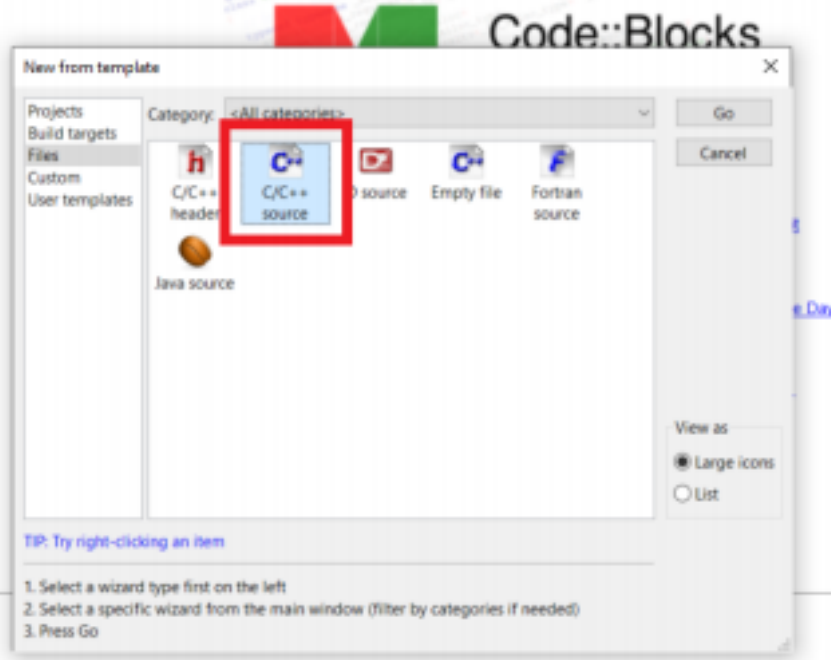 Code::Blocks
New from template
Projects
Build targets
Files
Custom
User templates
Category: <All categories>
Go
Cancel
C/C++
header
C/C++
source
D source
Empty file
Fortran
source
Java source
e Day
View as
Large icons
List
TIP: Try right-clicking an item
1. Select a wizard type first on the left
2. Select a specific wizard from the main window (filter by categories if needed)
3. Press Go